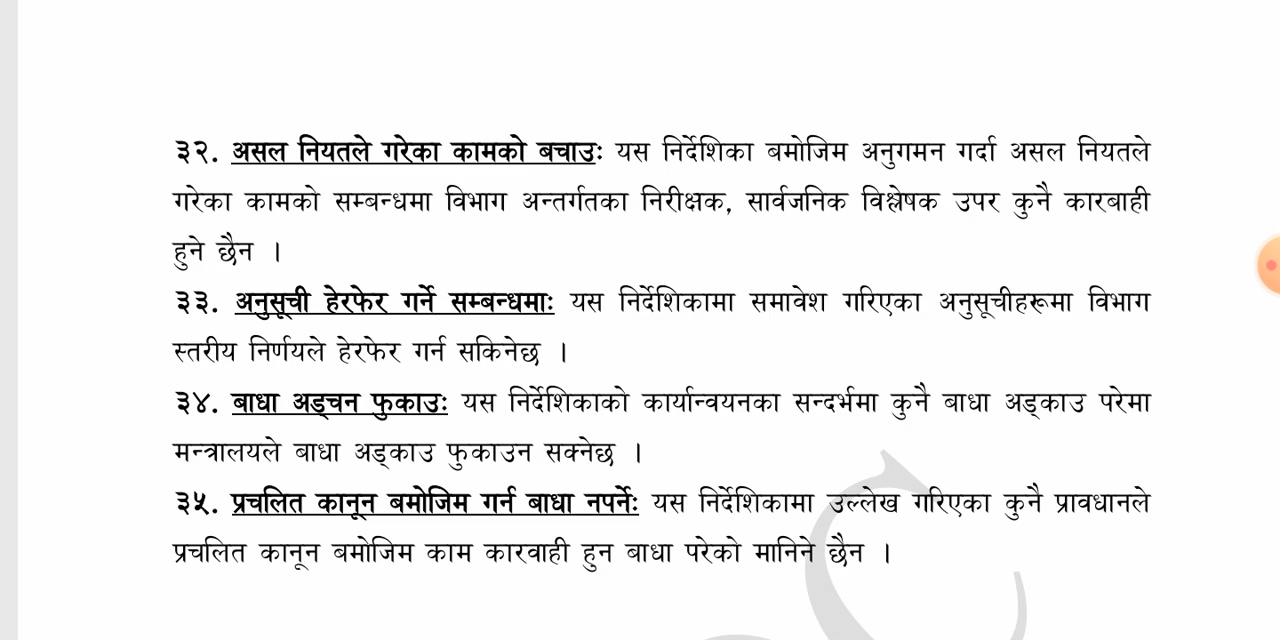 ३२. असल नियतले गरेका कामको बचाउः यस निर्देशिका बमोजिम अनुगमन गर्दा असल नियतले
गरेका कामको सम्बन्धमा विभाग अन्तर्गतका निरीक्षक, सार्वजनिक विश्लेषक उपर कुनै कारबाही
हुने छैन ।
३३. अनुसूची हेरफेर गर्ने सम्बन्धमाः यस निर्देशिकामा समावेश गरिएका अनुसूचीहरूमा विभाग
स्तरीय निर्णयले हेरफेर गर्न सकिनेछ ।
३४. बाधा अड्चन फुकाउः यस निर्देशिकाको कार्यान्वयनका सन्दर्भमा कुनै बाधा अड्काउ परेमा
मन्त्रालयले बाधा अड्काउ फुकाउन सक्नेछ ।
३५. प्रचलित कानून बमोजिम गर्न बाधा नपर्नेः यस निर्देशिकामा उल्लेख गरिएका कुनै प्रावधानले
प्रचलित कानून बमोजिम काम कारवाही हुन बाधा परेको मानिने छैन ।